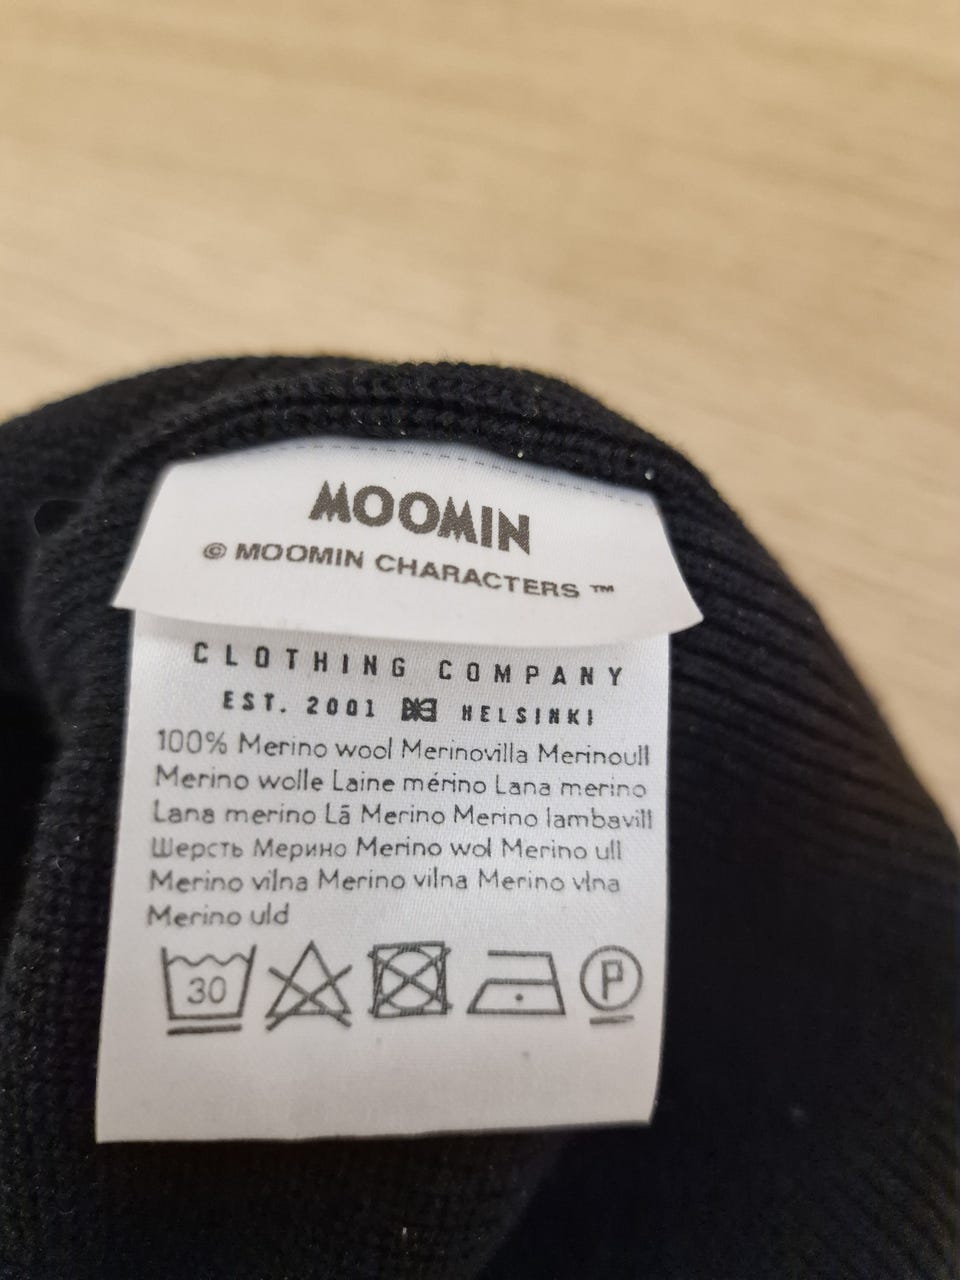 MOOMIN
© MOOMIN CHARACTERS ™
CLOTHING COMPANY
EST. 2001 HELSINKI
100% Merino wool Merinovilla Merinoull
Merino wolle Laine mérino Lana merino
Lana merino Lã Merino Merino lambavill
Шерсть Мерино Merino wol Merino ull
Merino vilna Merino vilna Merino vlna
Merino uld
30
P